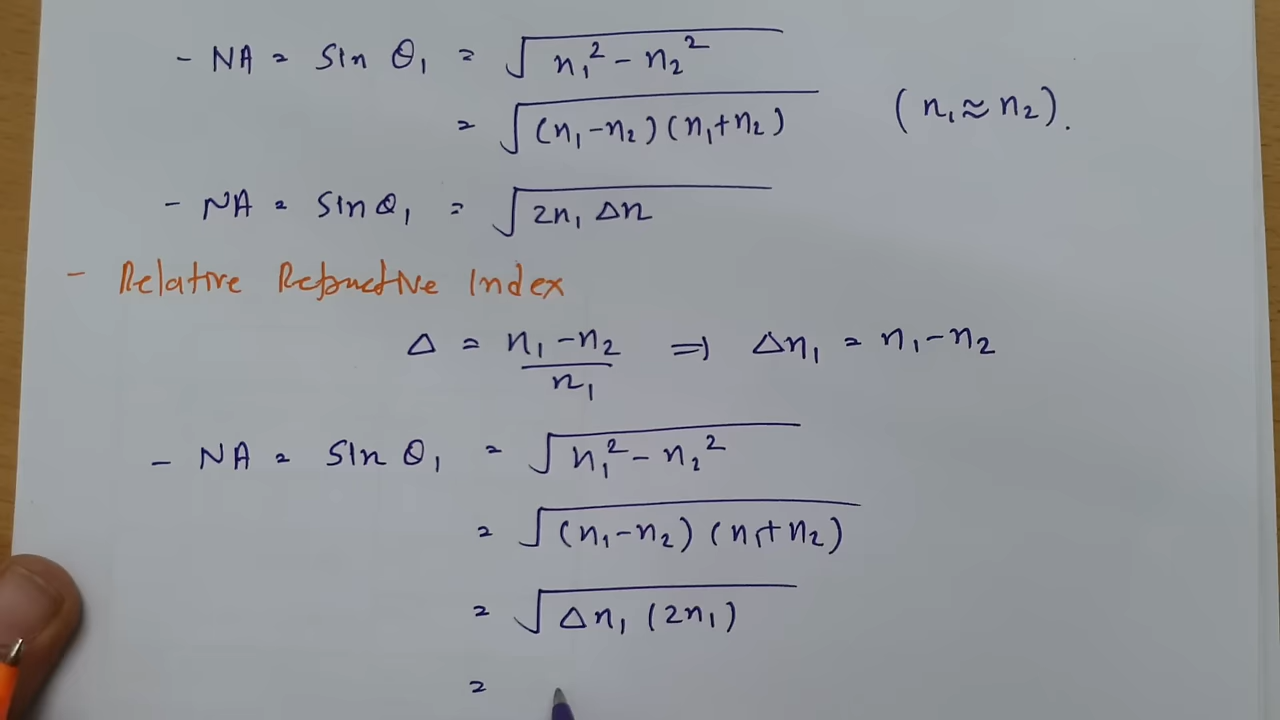 - NA = Sin θ₁ = √(n₁² - n₂²)
= √((n₁-n₂)(n₁+n₂)) (n₁≈n₂).
- NA = Sin θ₁ = √(2n₁ Δn)
- Relative Refractive Index
Δ = (n₁-n₂)/n₁ ⇒ Δn₁ = n₁-n₂
- NA = Sin θ₁ = √(n₁² - n₂²)
= √((n₁-n₂)(n₁+n₂))
= √(Δn₁(2n₁))
=